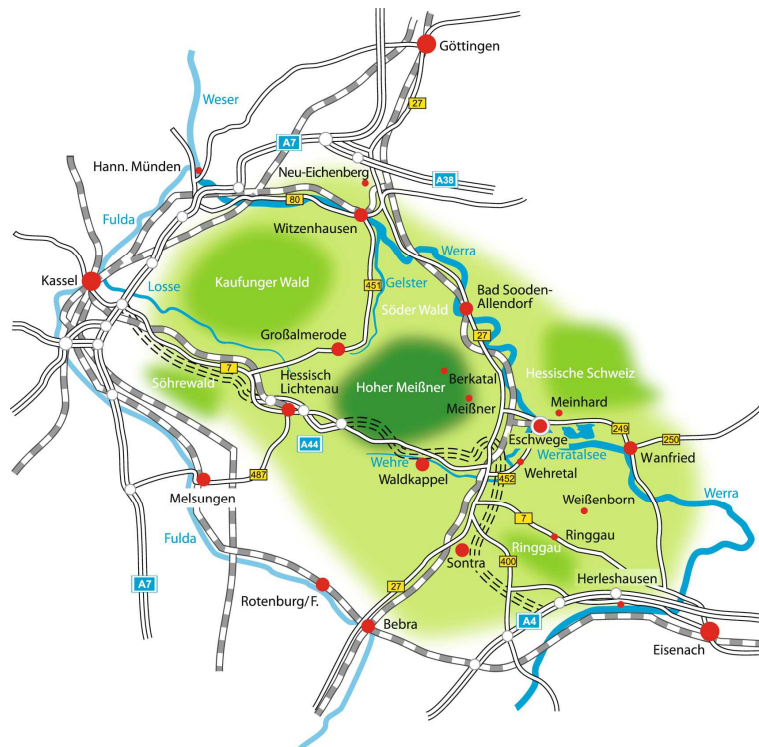 Göttingen
Weser
27
A7
Hann. Münden
Neu-Eichenberg
A38
80
Fulda
Witzenhausen
Werra
Kassel
Losse
Kaufunger Wald
451
Gelster
Bad Sooden-
Allendorf
Söder Wald
Großalmerode
27
7
Söhrewald
Hessisch
Lichtenau
Hoher Meißner
Berkatal
Hessische Schweiz
Meißner
Meinhard
A44
Eschwege
249
250
Werratalsee
Wanfried
Wehre
Waldkappel
Wehretal
487
452
Melsungen
Weißenborn
Werra
7
Fulda
Ringgau
Ringgau
Sontra
400
A7
Rotenburg/F.
27
Herleshausen
Bebra
A4
Eisenach